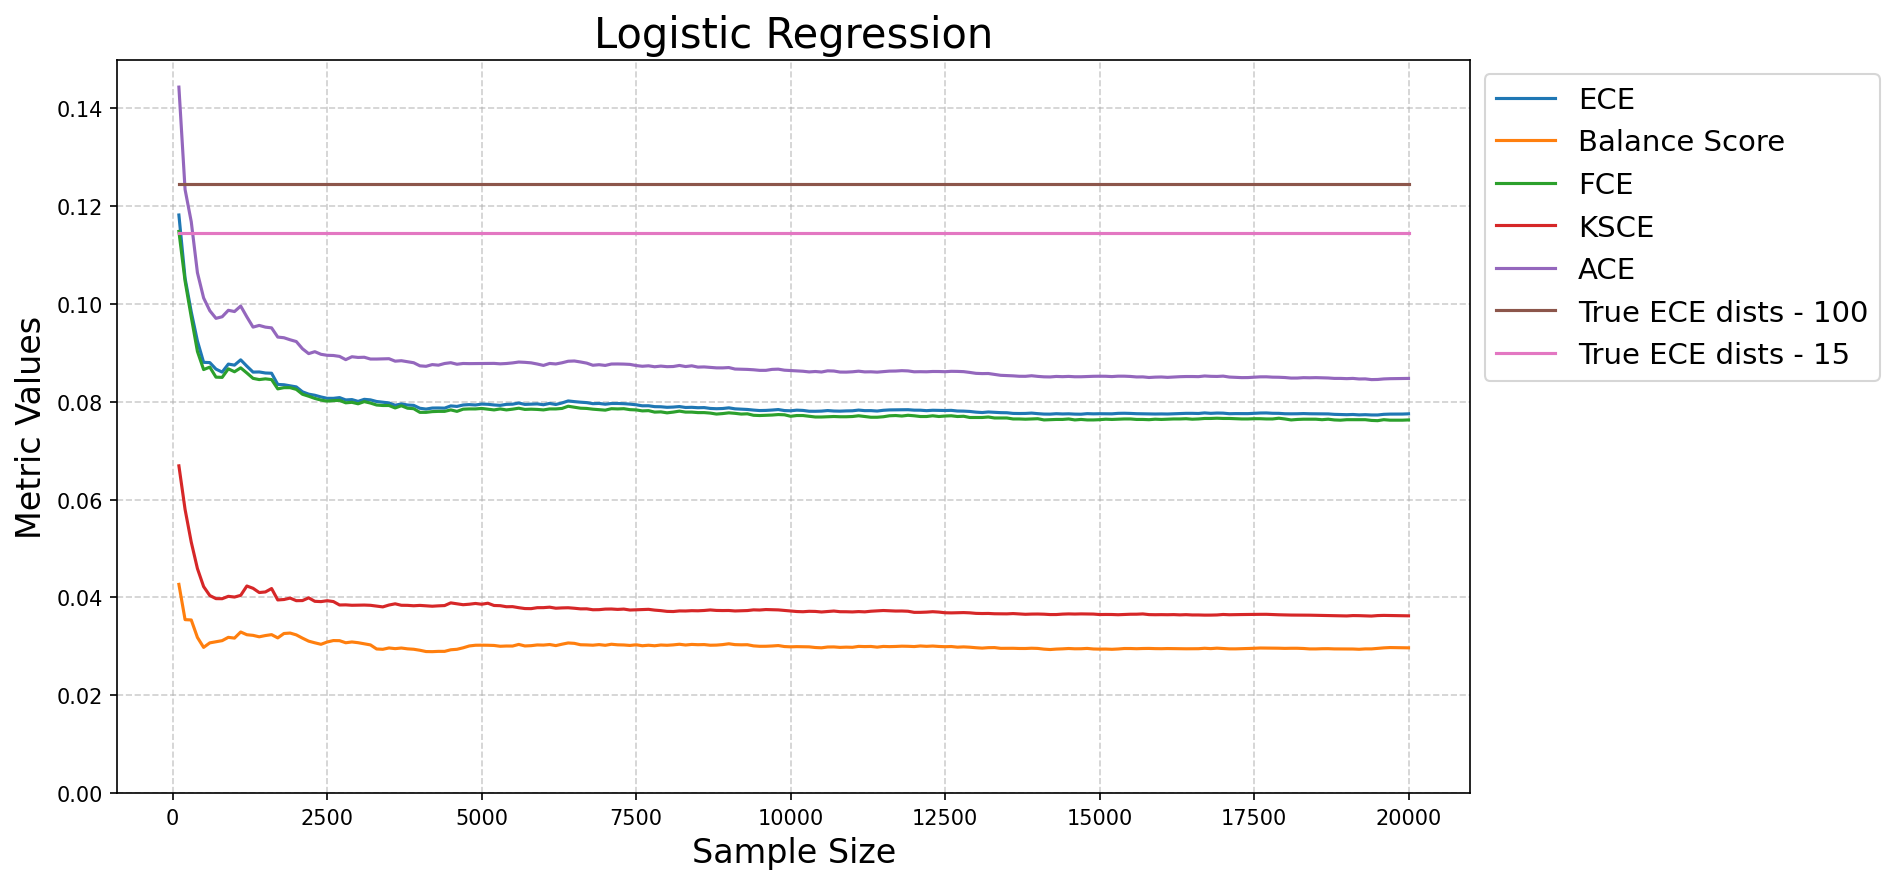 Logistic Regression
Metric Values
0.14
0.12
0.10
0.08
0.06
0.04
0.02
0.00
0
2500
5000
7500
10000
12500
15000
17500
20000
Sample Size
ECE
Balance Score
FCE
KSCE
ACE
True ECE dists - 100
True ECE dists - 15